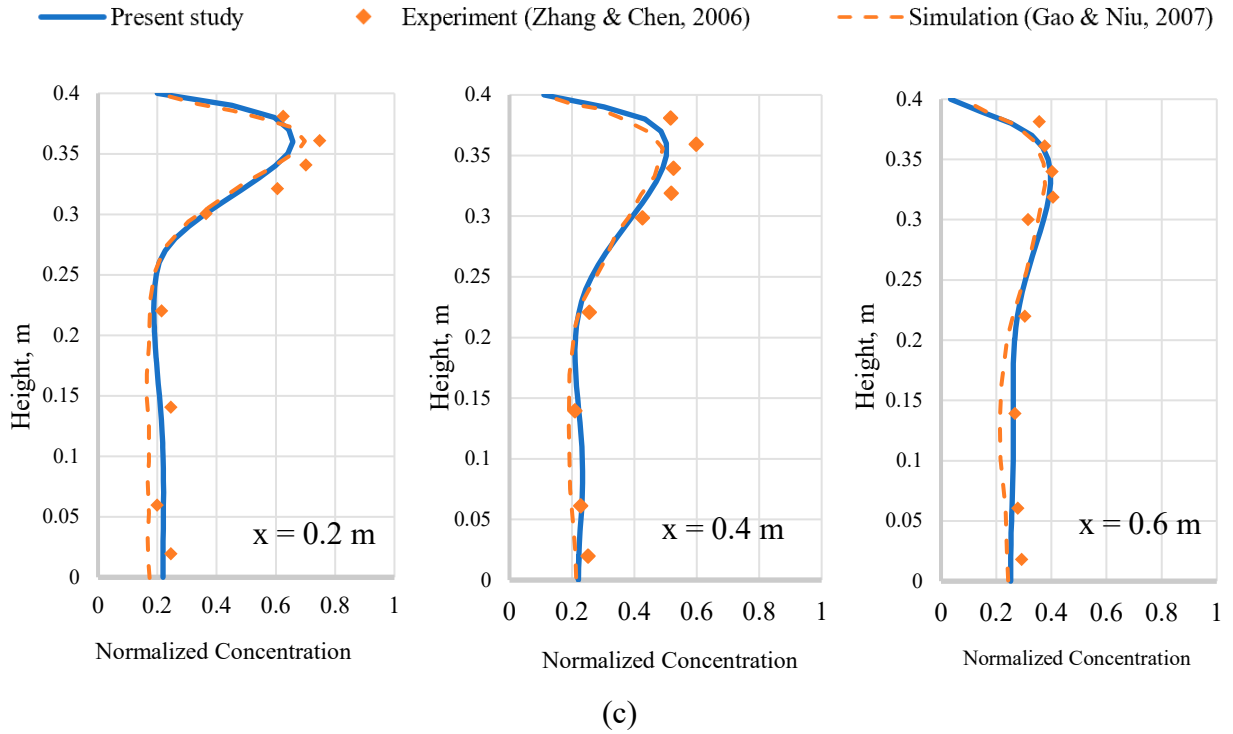 Present study Experiment (Zhang & Chen, 2006) Simulation (Gao & Niu, 2007)
Height, m
0.4
0.35
0.3
0.25
0.2
0.15
0.1
0.05
0
0 0.2 0.4 0.6 0.8 1
x = 0.2 m
Normalized Concentration
Height, m
0.4
0.35
0.3
0.25
0.2
0.15
0.1
0.05
0
0 0.2 0.4 0.6 0.8 1
x = 0.4 m
Normalized Concentration
Height, m
0.4
0.35
0.3
0.25
0.2
0.15
0.1
0.05
0
0 0.2 0.4 0.6 0.8 1
x = 0.6 m
Normalized Concentration
(c)